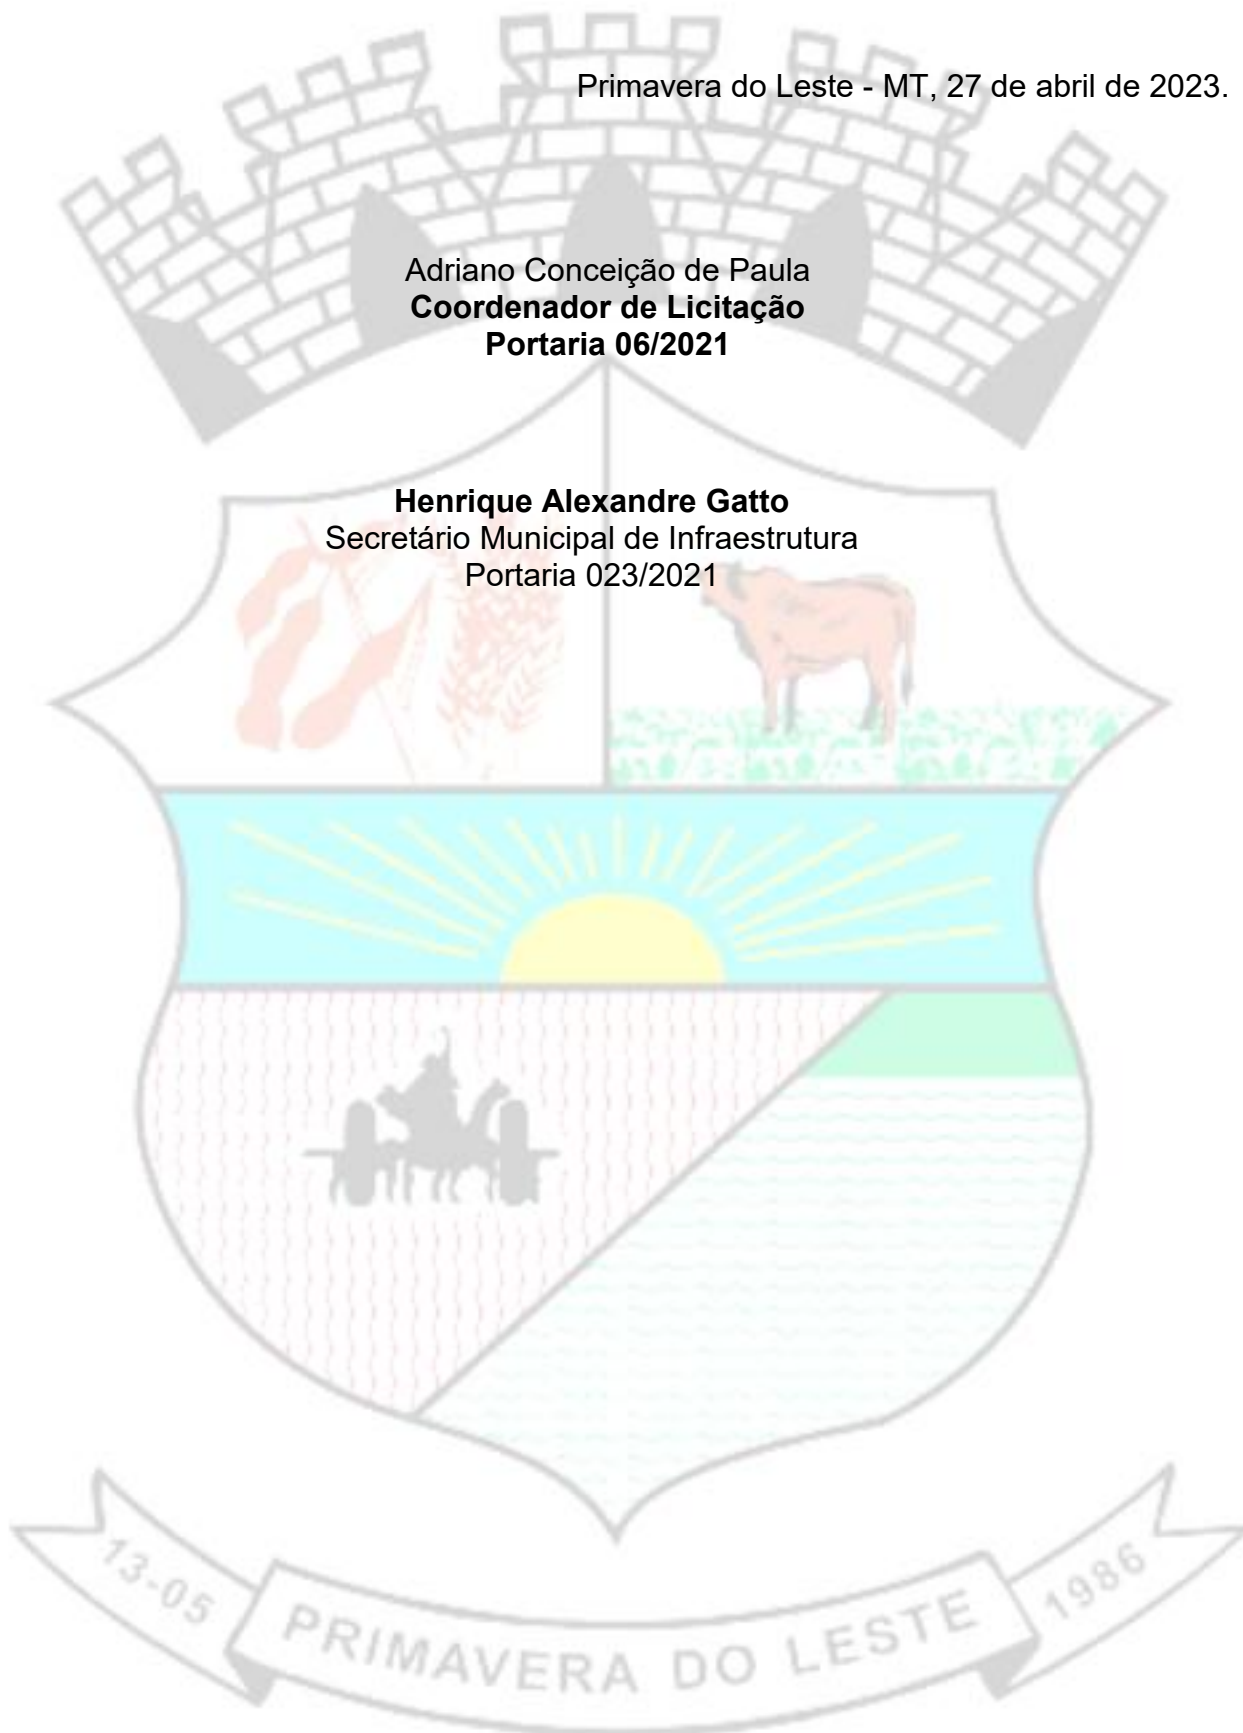 Primavera do Leste - MT, 27 de abril de 2023.
Adriano Conceição de Paula
Coordenador de Licitação
Portaria 06/2021
Henrique Alexandre Gatto
Secretário Municipal de Infraestrutura
Portaria 023/2021
13-05 PRIMAVERA DO LESTE 1986